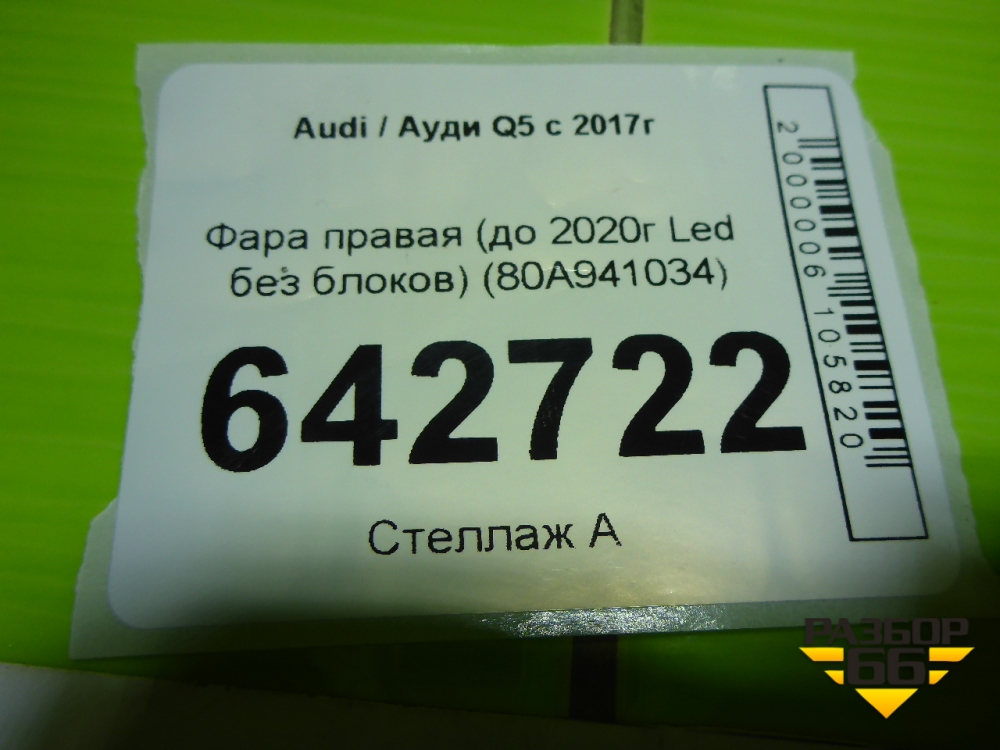 Audi / Ауди Q5 с 2017г
Фара правая (до 2020г Led
без блоков) (80A941034)
642722
Стеллаж А
2000006105820
РАЗБОР
66